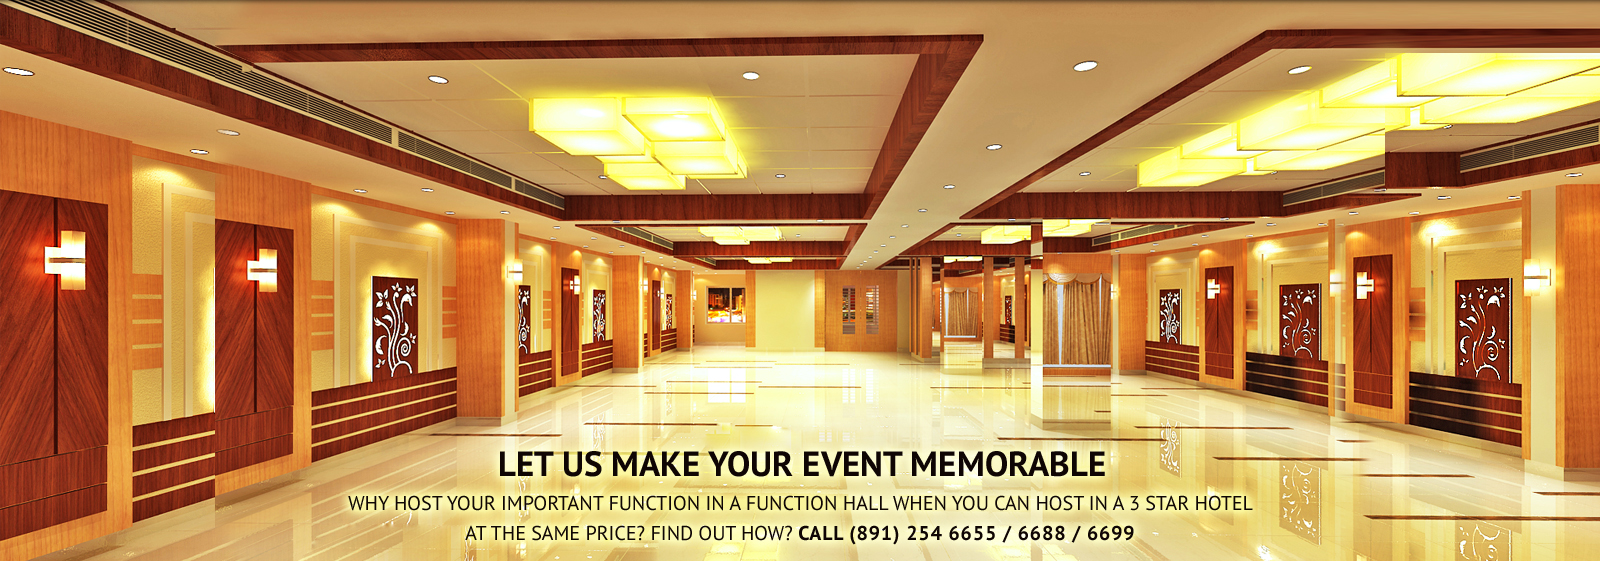 LET US MAKE YOUR EVENT MEMORABLE
WHY HOST YOUR IMPORTANT FUNCTION IN A FUNCTION HALL WHEN YOU CAN HOST IN A 3 STAR HOTEL
AT THE SAME PRICE? FIND OUT HOW? CALL (891) 254 6655 / 6688 / 6699